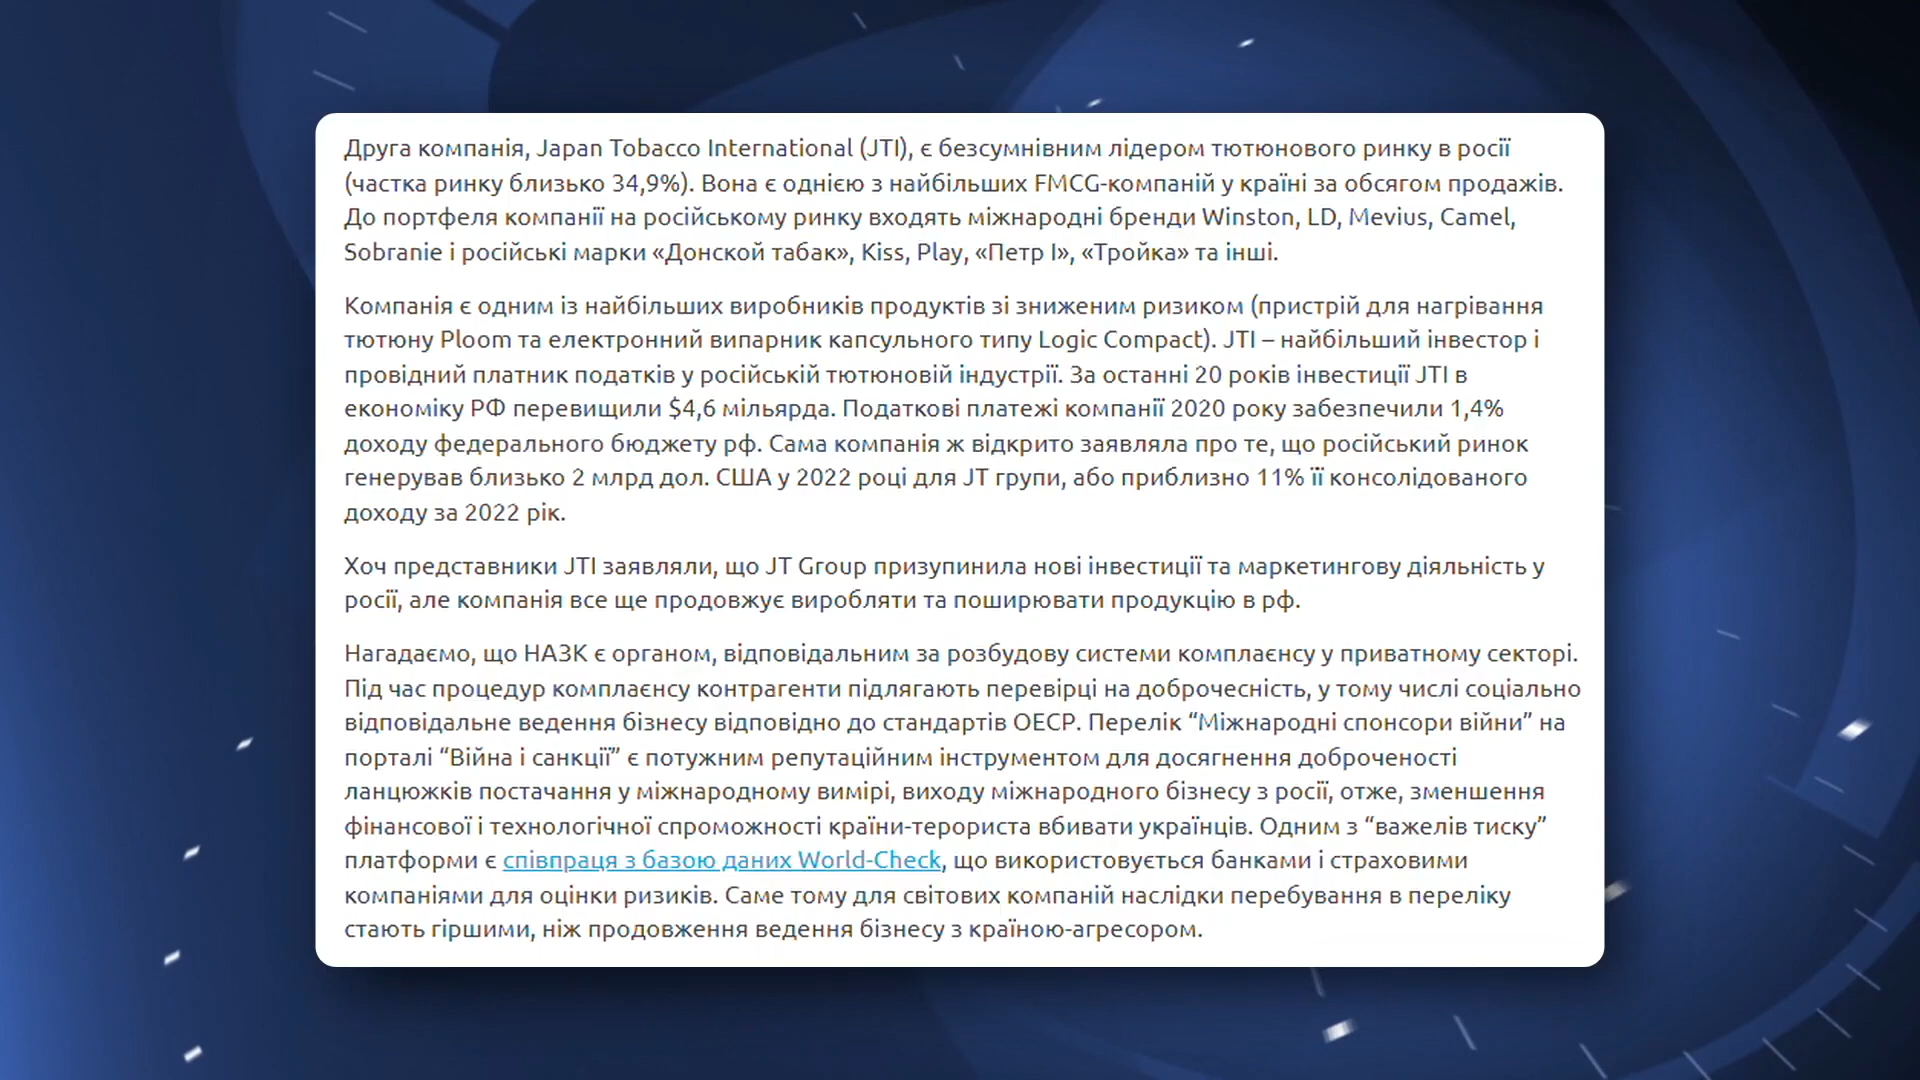 Друга компанія, Japan Tobacco International (JTI), є безсумнівним лідером тютюнового ринку в росії
(частка ринку близько 34,9%). Вона є однією з найбільших FMCG-компаній у країні за обсягом продажів.
До портфеля компанії на російському ринку входять міжнародні бренди Winston, LD, Mevius, Camel,
Sobranie і російські марки «Донской табак», Kiss, Play, «Петр I», «Тройка» та інші.
Компанія є одним із найбільших виробників продуктів зі зниженим ризиком (пристрій для нагрівання
тютюну Ploom та електронний випарник капсульного типу Logic Compact). JTI – найбільший інвестор і
провідний платник податків у російській тютюновій індустрії. За останні 20 років інвестиції JTI в
економіку РФ перевищили $4,6 мільярда. Податкові платежі компанії 2020 року забезпечили 1,4%
доходу федерального бюджету рф. Сама компанія ж відкрито заявляла про те, що російський ринок
генерував близько 2 млрд дол. США у 2022 році для JT групи, або приблизно 11% її консолідованого
доходу за 2022 рік.
Хоч представники JTI заявляли, що JT Group призупинила нові інвестиції та маркетингову діяльність у
росії, але компанія все ще продовжує виробляти та поширювати продукцію в рф.
Нагадаємо, що НАЗК є органом, відповідальним за розбудову системи комплаєнсу у приватному секторі.
Під час процедур комплаєнсу контрагенти підлягають перевірці на доброчесність, у тому числі соціально
відповідальне ведення бізнесу відповідно до стандартів ОЕСР. Перелік “Міжнародні спонсори війни” на
порталі “Війна і санкції” є потужним репутаційним інструментом для досягнення доброченості
ланцюжків постачання у міжнародному вимірі, виходу міжнародного бізнесу з росії, отже, зменшення
фінансової і технологічної спроможності країни-терориста вбивати українців. Одним з “важелів тиску”
платформи є співпраця з базою даних World-Check, що використовується банками і страховими
компаніями для оцінки ризиків. Саме тому для світових компаній наслідки перебування в переліку
стають гіршими, ніж продовження ведення бізнесу з країною-агресором.